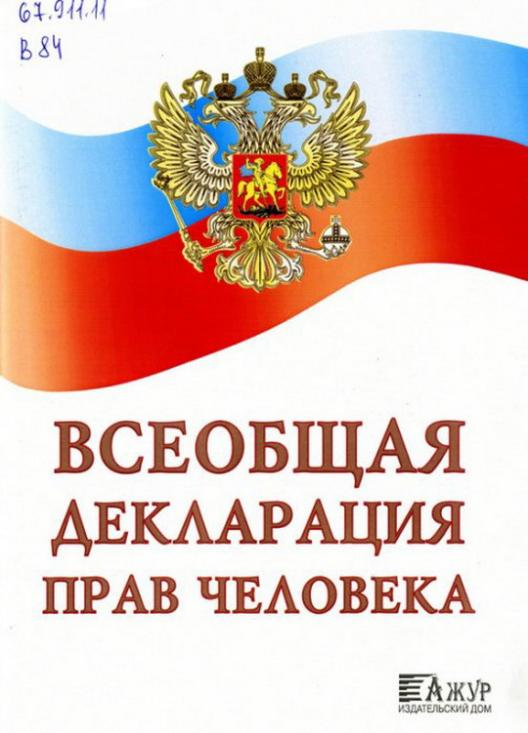 67.911.11
В 84
ВСЕОБЩАЯ
ДЕКЛАРАЦИЯ
ПРАВ ЧЕЛОВЕКА
АЖУР
ИЗДАТЕЛЬСКИЙ ДОМ